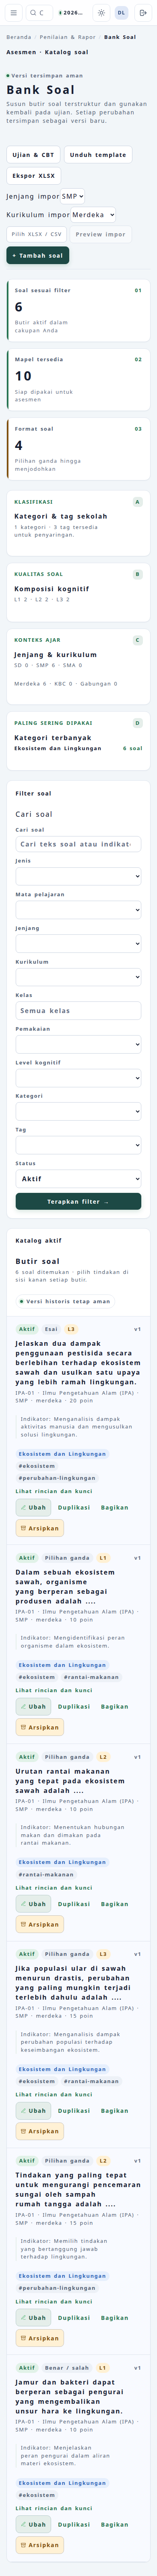 C
2026...
DL
Beranda / Penilaian & Rapor / Bank Soal
Asesmen · Katalog soal
Versi tersimpan aman
Bank Soal
Susun butir soal terstruktur dan gunakan
kembali pada ujian. Setiap perubahan
tersimpan sebagai versi baru.
Ujian & CBT
Unduh template
Ekspor XLSX
Jenjang impor SMP
Kurikulum impor Merdeka
Pilih XLSX / CSV
Preview impor
+ Tambah soal
Soal sesuai filter 01
6
Butir aktif dalam
cakupan Anda
Mapel tersedia 02
10
Siap dipakai untuk
asesmen
Format soal 03
4
Pilihan ganda hingga
menjodohkan
KLASIFIKASI A
Kategori & tag sekolah
1 kategori · 3 tag tersedia
untuk penyaringan.
KUALITAS SOAL B
Komposisi kognitif
L1 2 · L2 2 · L3 2
KONTEKS AJAR C
Jenjang & kurikulum
SD 0 · SMP 6 · SMA 0
Merdeka 6 · KBC 0 · Gabungan 0
PALING SERING DIPAKAI D
Kategori terbanyak
Ekosistem dan Lingkungan 6 soal
Filter soal
Cari soal
Cari soal
Cari teks soal atau indikat
Jenis
Mata pelajaran
Jenjang
Kurikulum
Kelas
Semua kelas
Pemakaian
Level kognitif
Kategori
Tag
Status
Aktif
Terapkan filter →
Katalog aktif
Butir soal
6 soal ditemukan · pilih tindakan di
sisi kanan setiap butir.
Versi historis tetap aman
Aktif Esai L3 v1
Jelaskan dua dampak
penggunaan pestisida secara
berlebihan terhadap ekosistem
sawah dan usulkan satu upaya
yang lebih ramah lingkungan.
IPA-01 · Ilmu Pengetahuan Alam (IPA) ·
SMP · merdeka · 20 poin
Indikator: Menganalisis dampak
aktivitas manusia dan mengusulkan
solusi lingkungan.
Ekosistem dan Lingkungan
#ekosistem
#perubahan-lingkungan
Lihat rincian dan kunci
Ubah Duplikasi Bagikan
Arsipkan
Aktif Pilihan ganda L1 v1
Dalam sebuah ekosistem
sawah, organisme
yang berperan sebagai
produsen adalah ....
IPA-01 · Ilmu Pengetahuan Alam (IPA) ·
SMP · merdeka · 10 poin
Indikator: Mengidentifikasi peran
organisme dalam ekosistem.
Ekosistem dan Lingkungan
#ekosistem #rantai-makanan
Lihat rincian dan kunci
Ubah Duplikasi Bagikan
Arsipkan
Aktif Pilihan ganda L2 v1
Urutan rantai makanan
yang tepat pada ekosistem
sawah adalah ....
IPA-01 · Ilmu Pengetahuan Alam (IPA) ·
SMP · merdeka · 10 poin
Indikator: Menentukan hubungan
makan dan dimakan pada
rantai makanan.
Ekosistem dan Lingkungan
#rantai-makanan
Lihat rincian dan kunci
Ubah Duplikasi Bagikan
Arsipkan
Aktif Pilihan ganda L3 v1
Jika populasi ular di sawah
menurun drastis, perubahan
yang paling mungkin terjadi
terlebih dahulu adalah ....
IPA-01 · Ilmu Pengetahuan Alam (IPA) ·
SMP · merdeka · 15 poin
Indikator: Menganalisis dampak
perubahan populasi terhadap
keseimbangan ekosistem.
Ekosistem dan Lingkungan
#ekosistem #rantai-makanan
Lihat rincian dan kunci
Ubah Duplikasi Bagikan
Arsipkan
Aktif Pilihan ganda L2 v1
Tindakan yang paling tepat
untuk mengurangi pencemaran
sungai oleh sampah
rumah tangga adalah ....
IPA-01 · Ilmu Pengetahuan Alam (IPA) ·
SMP · merdeka · 15 poin
Indikator: Memilih tindakan
yang bertanggung jawab
terhadap lingkungan.
Ekosistem dan Lingkungan
#perubahan-lingkungan
Lihat rincian dan kunci
Ubah Duplikasi Bagikan
Arsipkan
Aktif Benar / salah L1 v1
Jamur dan bakteri dapat
berperan sebagai pengurai
yang mengembalikan
unsur hara ke lingkungan.
IPA-01 · Ilmu Pengetahuan Alam (IPA) ·
SMP · merdeka · 10 poin
Indikator: Menjelaskan
peran pengurai dalam aliran
materi ekosistem.
Ekosistem dan Lingkungan
#ekosistem
Lihat rincian dan kunci
Ubah Duplikasi Bagikan
Arsipkan